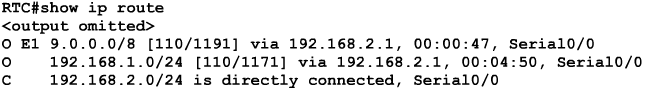 RTC#show ip route
<output omitted>
O E1 9.0.0.0/8 [110/1191] via 192.168.2.1, 00:00:47, Serial0/0
O    192.168.1.0/24 [110/1171] via 192.168.2.1, 00:04:50, Serial0/0
C    192.168.2.0/24 is directly connected, Serial0/0